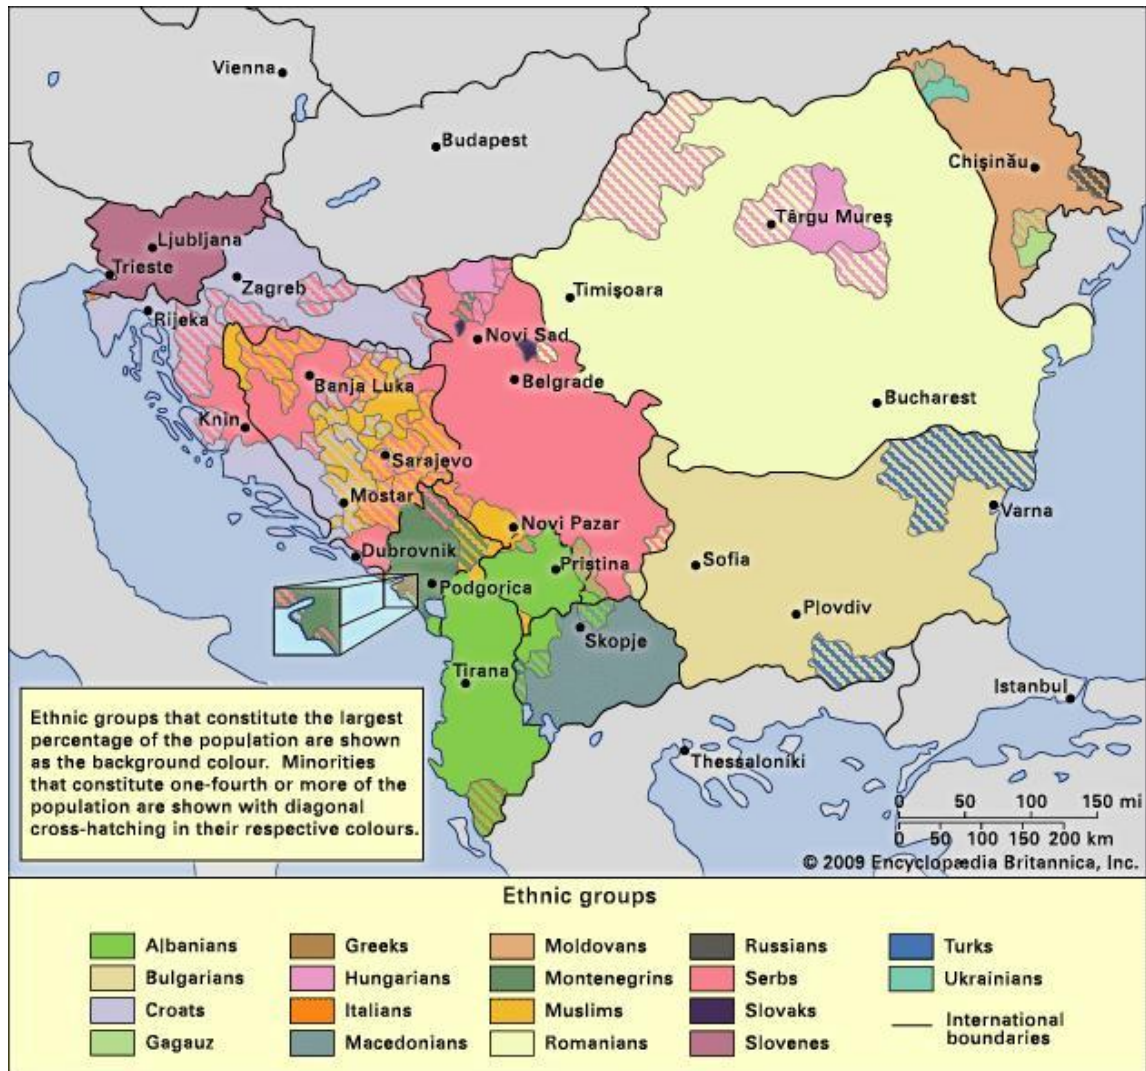 Vienna
Budapest
Chişinău
Târgu Mureş
Ljubljana
Trieste
Zagreb
Rijeka
Timişoara
Novi Sad
Belgrade
Banja Luka
Bucharest
Knin
Sarajevo
Mostar
Varna
Novi Pazar
Dubrovnik
Priština
Sofia
Podgorica
Plovdiv
Skopje
Tirana
Istanbul
Thessaloniki
Ethnic groups that constitute the largest
percentage of the population are shown
as the background colour. Minorities
that constitute one-fourth or more of the
population are shown with diagonal
cross-hatching in their respective colours.
0 50 100 150 mi
0 50 100 150 200 km
© 2009 Encyclopædia Britannica, Inc.
Ethnic groups
Albanians
Bulgarians
Croats
Gagauz
Greeks
Hungarians
Italians
Macedonians
Moldovans
Montenegrins
Muslims
Romanians
Russians
Serbs
Slovaks
Slovenes
Turks
Ukrainians
International
boundaries